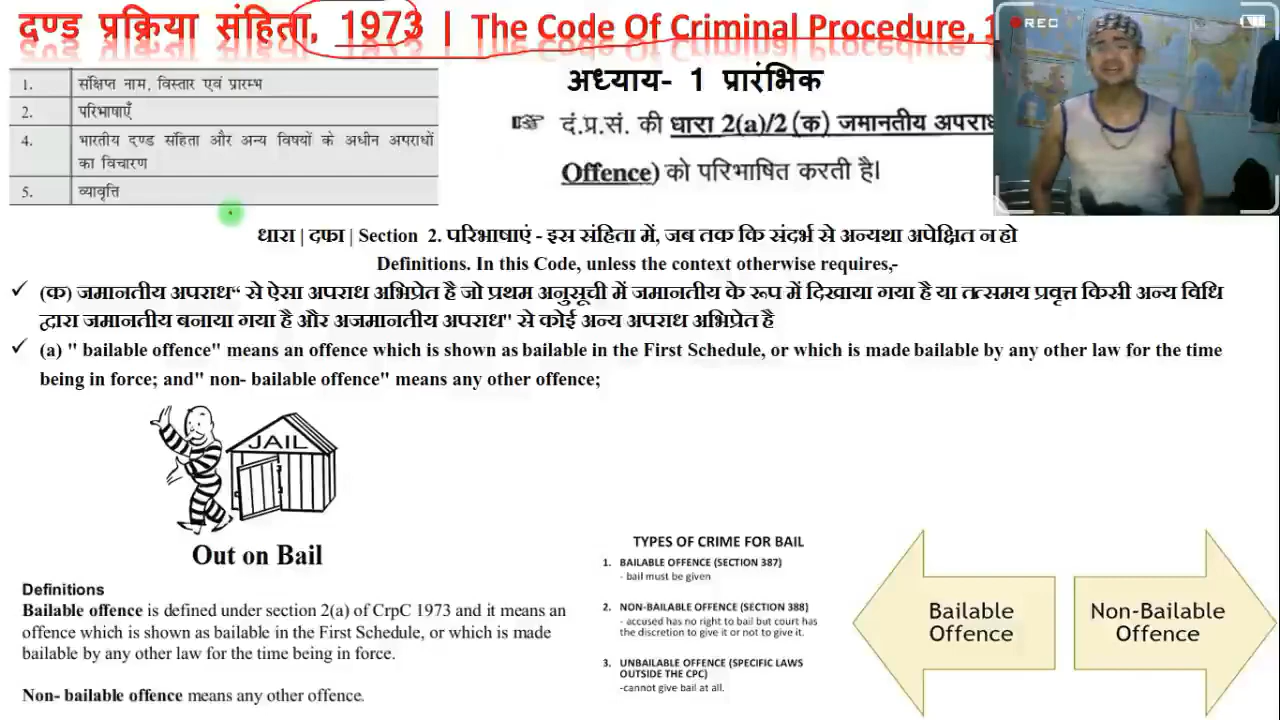 दण्ड प्रक्रिया संहिता, 1973 | The Code Of Criminal Procedure, 1
REC
1. संक्षिप्त नाम, विस्तार एवं प्रारम्भ
2. परिभाषाएँ
4. भारतीय दण्ड संहिता और अन्य विषयों के अधीन अपराधों
का विचारण
5. व्यावृत्ति
अध्याय- 1 प्रारंभिक
☞ दं.प्र.सं. की धारा 2(a)/2 (क) जमानतीय अपराध
Offence) को परिभाषित करती है।
धारा | दफा | Section 2. परिभाषाएं - इस संहिता में, जब तक कि संदर्भ से अन्यथा अपेक्षित न हो
Definitions. In this Code, unless the context otherwise requires,-
✓ (क) जमानतीय अपराध“ से ऐसा अपराध अभिप्रेत है जो प्रथम अनुसूची में जमानतीय के रूप में दिखाया गया है या तत्समय प्रवृत्त किसी अन्य विधि
द्वारा जमानतीय बनाया गया है और अजमानतीय अपराध" से कोई अन्य अपराध अभिप्रेत है
✓ (a) " bailable offence" means an offence which is shown as bailable in the First Schedule, or which is made bailable by any other law for the time
being in force; and" non- bailable offence" means any other offence;
JAIL
Out on Bail
Definitions
Bailable offence is defined under section 2(a) of CrpC 1973 and it means an
offence which is shown as bailable in the First Schedule, or which is made
bailable by any other law for the time being in force.
Non- bailable offence means any other offence.
TYPES OF CRIME FOR BAIL
1. BAILABLE OFFENCE (SECTION 387)
- bail must be given
2. NON-BAILABLE OFFENCE (SECTION 388)
- accused has no right to bail but court has
the discretion to give it or not to give it.
3. UNBAILABLE OFFENCE (SPECIFIC LAWS
OUTSIDE THE CPC)
-cannot give bail at all.
Bailable
Offence
Non-Bailable
Offence